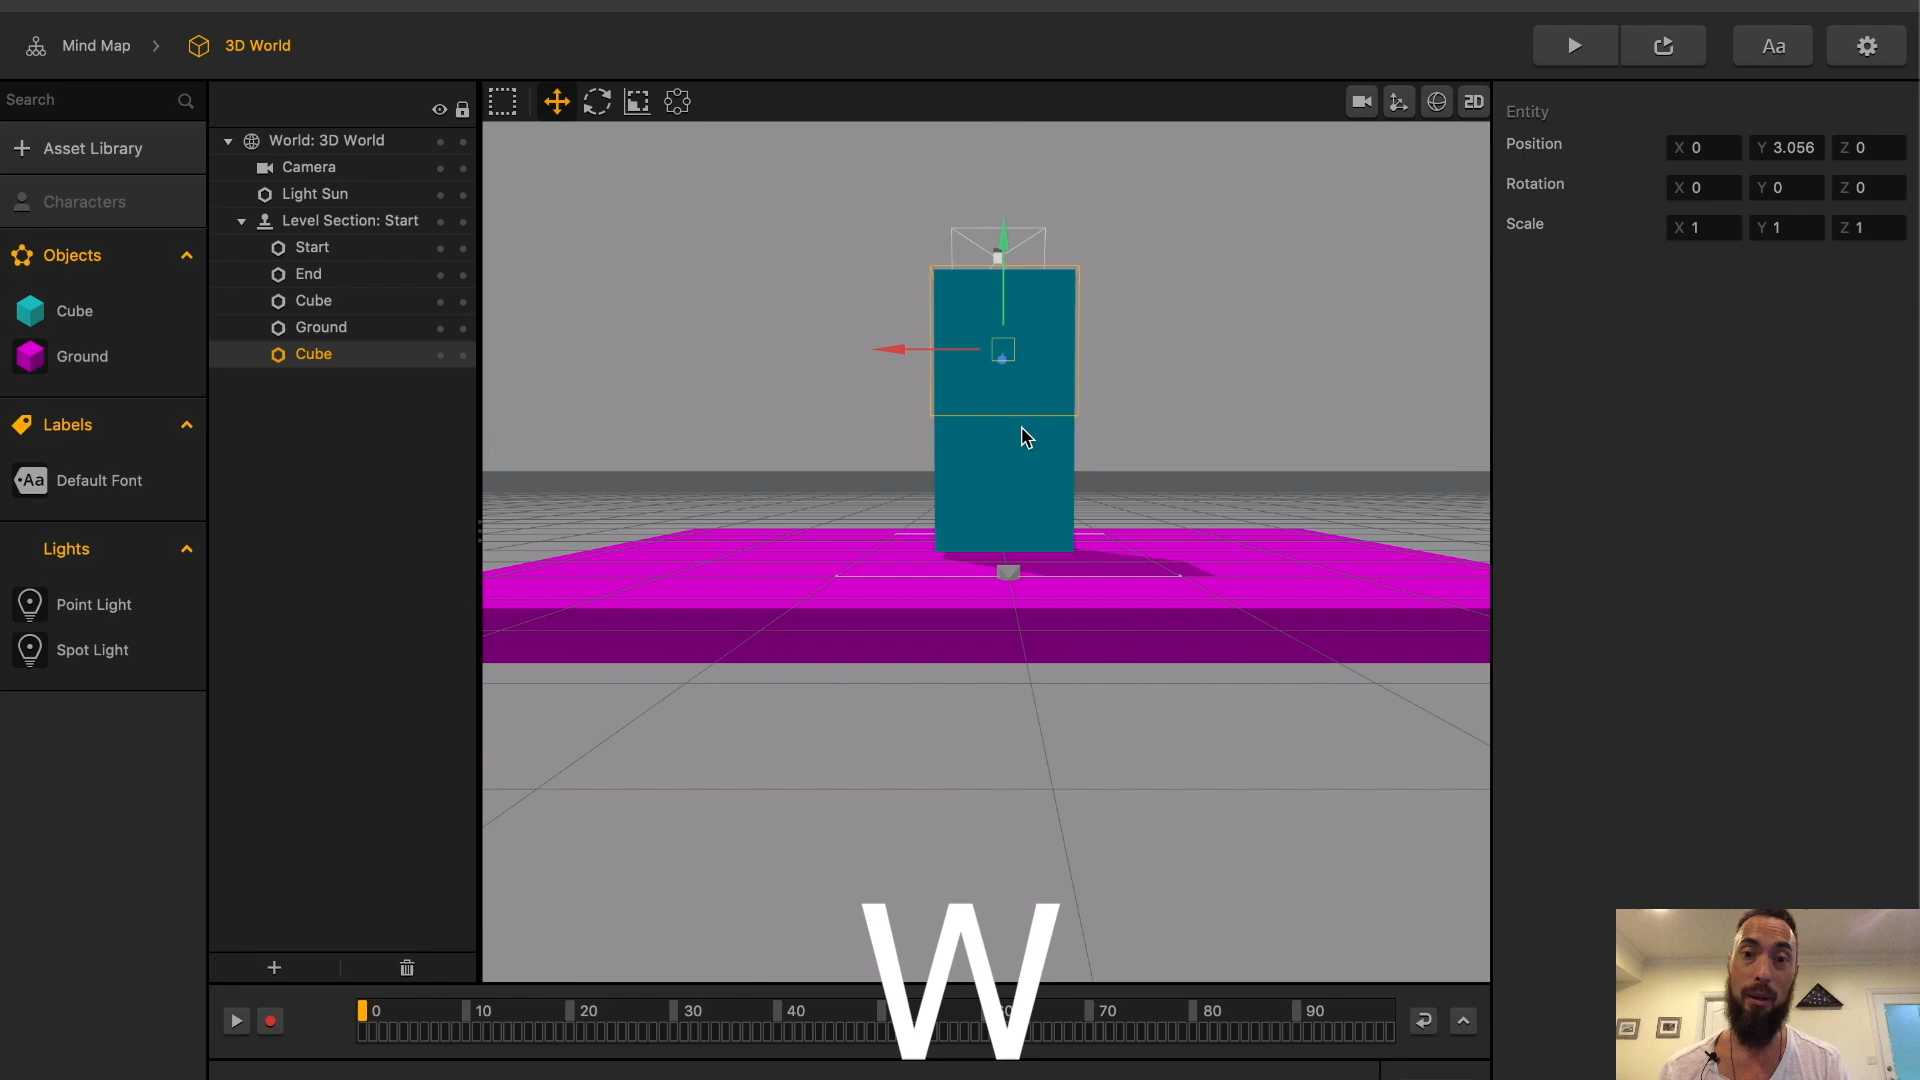 Mind Map
3D World
Aa
Search
2D
Entity
Position
X 0
Y 3.056
Z 0
Rotation
X 0
Y 0
Z 0
Scale
X 1
Y 1
Z 1
Asset Library
Characters
Objects
Cube
Ground
Labels
Aa
Default Font
Lights
Point Light
Spot Light
World: 3D World
Camera
Light Sun
Level Section: Start
Start
End
Cube
Ground
Cube
W
0
10
20
30
40
70
80
90